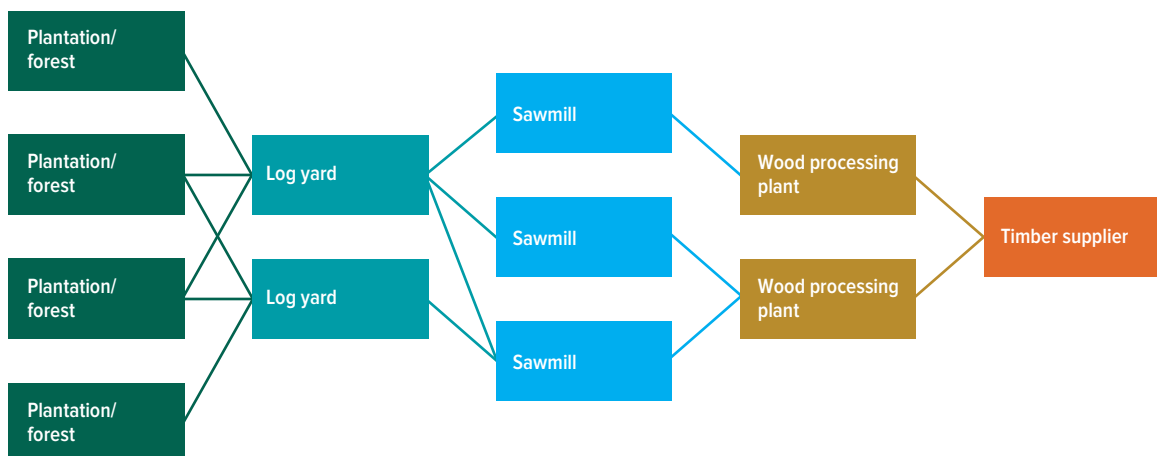 Plantation/
forest
Plantation/
forest
Plantation/
forest
Plantation/
forest
Log yard
Log yard
Sawmill
Sawmill
Sawmill
Wood processing
plant
Wood processing
plant
Timber supplier